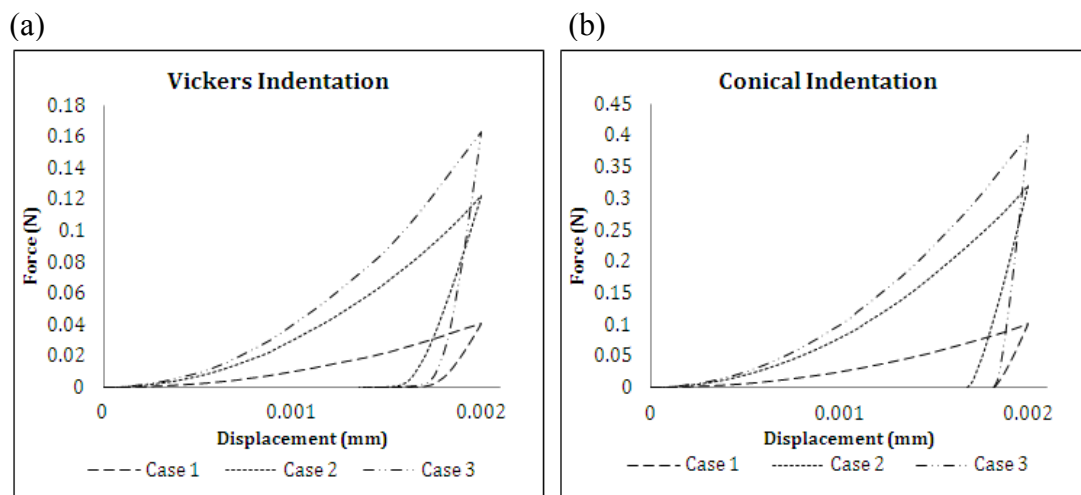 (a)
Vickers Indentation
0.18
0.16
0.14
0.12
0.1
0.08
0.06
0.04
0.02
0
Force (N)
0 0.001 0.002
Displacement (mm)
Case 1 Case 2 Case 3
(b)
Conical Indentation
0.45
0.4
0.35
0.3
0.25
0.2
0.15
0.1
0.05
0
Force (N)
0 0.001 0.002
Displacement (mm)
Case 1 Case 2 Case 3